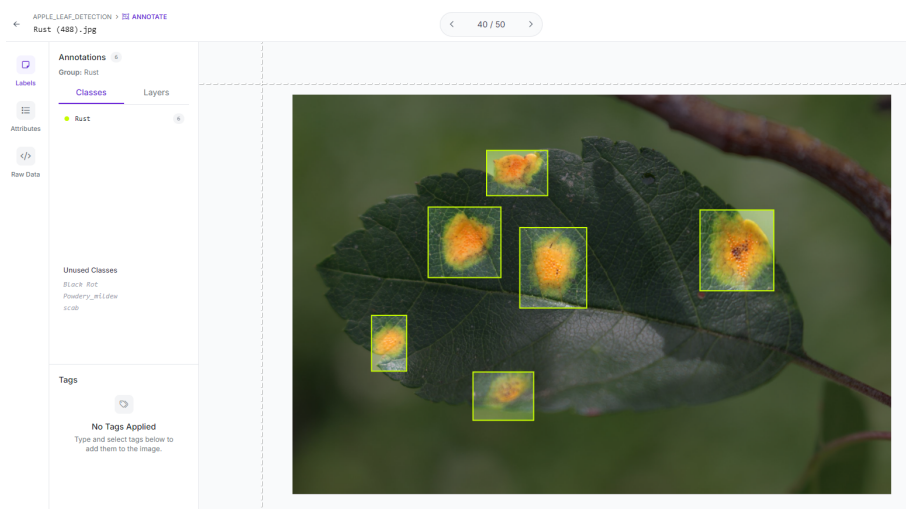 APPLE_LEAF_DETECTION > ANNOTATE
Rust (488).jpg
40 / 50
Labels
Attributes
Raw Data
Annotations 6
Group: Rust
Classes Layers
Rust 6
Unused Classes
Black Rot
Powdery_mildew
scab
Tags
No Tags Applied
Type and select tags below to
add them to the image.